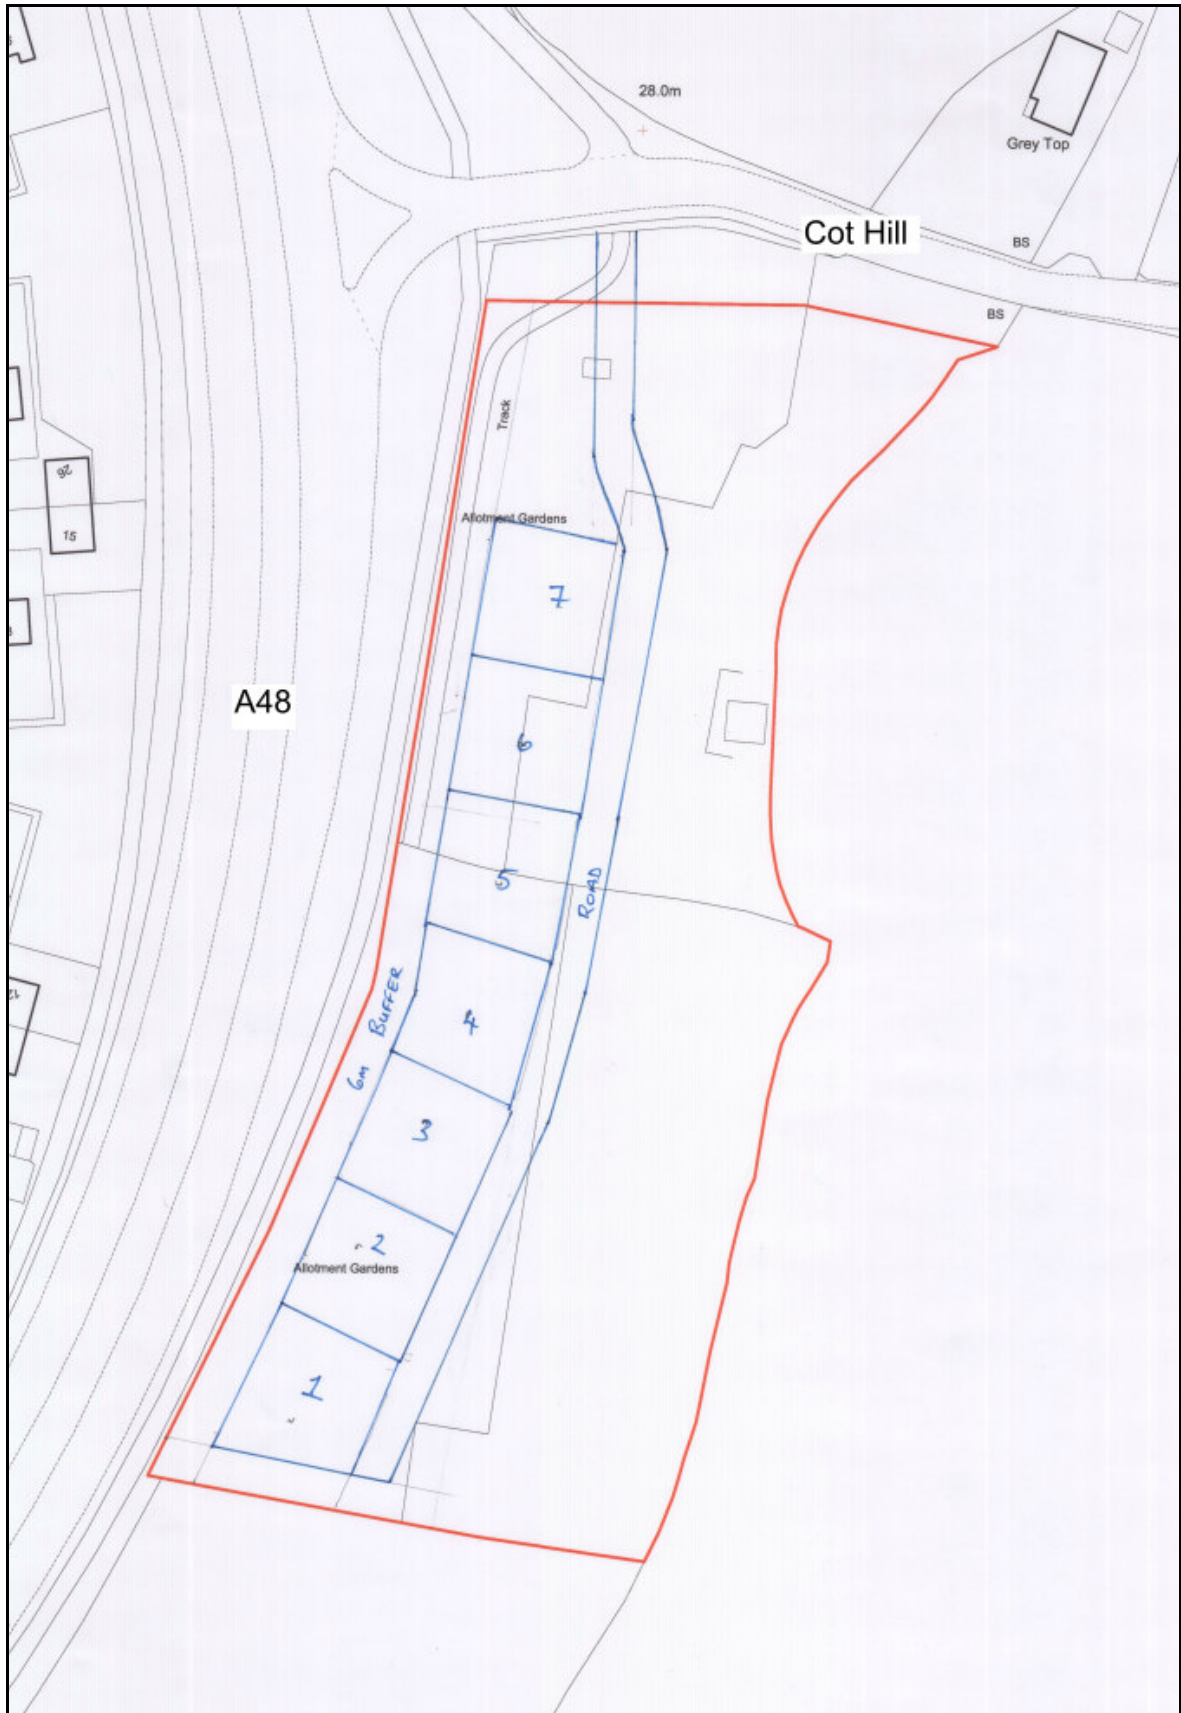 28.0m
Grey Top
Cot Hill
BS
BS
Track
26
15
Allotment Gardens
7
A48
6
5
ROAD
BUFFER
4
6m
3
2
Allotment Gardens
1